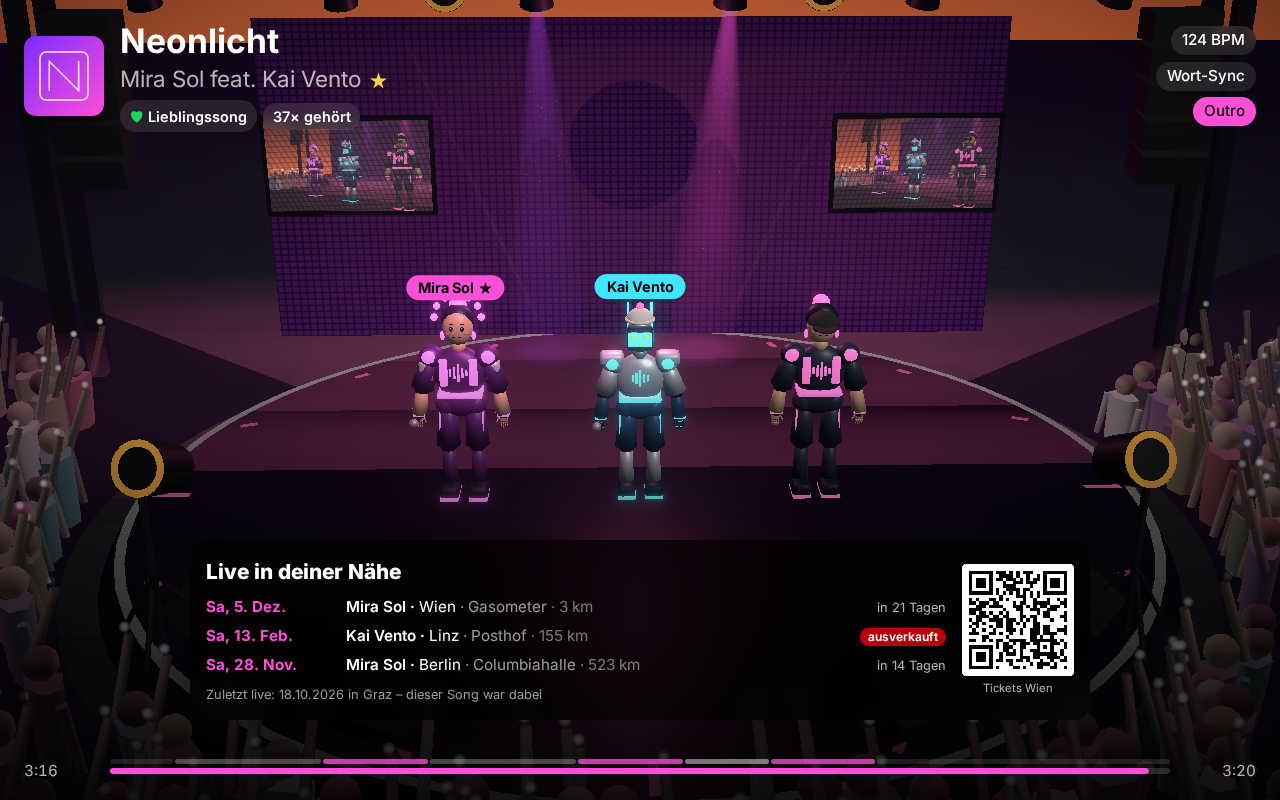 Neonlicht
Mira Sol feat. Kai Vento ★
Lieblingssong
37× gehört
124 BPM
Wort-Sync
Outro
N
Mira Sol ★
Kai Vento
Live in deiner Nähe
Sa, 5. Dez. Mira Sol · Wien · Gasometer · 3 km in 21 Tagen
Sa, 13. Feb. Kai Vento · Linz · Posthof · 155 km ausverkauft
Sa, 28. Nov. Mira Sol · Berlin · Columbiahalle · 523 km in 14 Tagen
Zuletzt live: 18.10.2026 in Graz – dieser Song war dabei
Tickets Wien
3:16
3:20